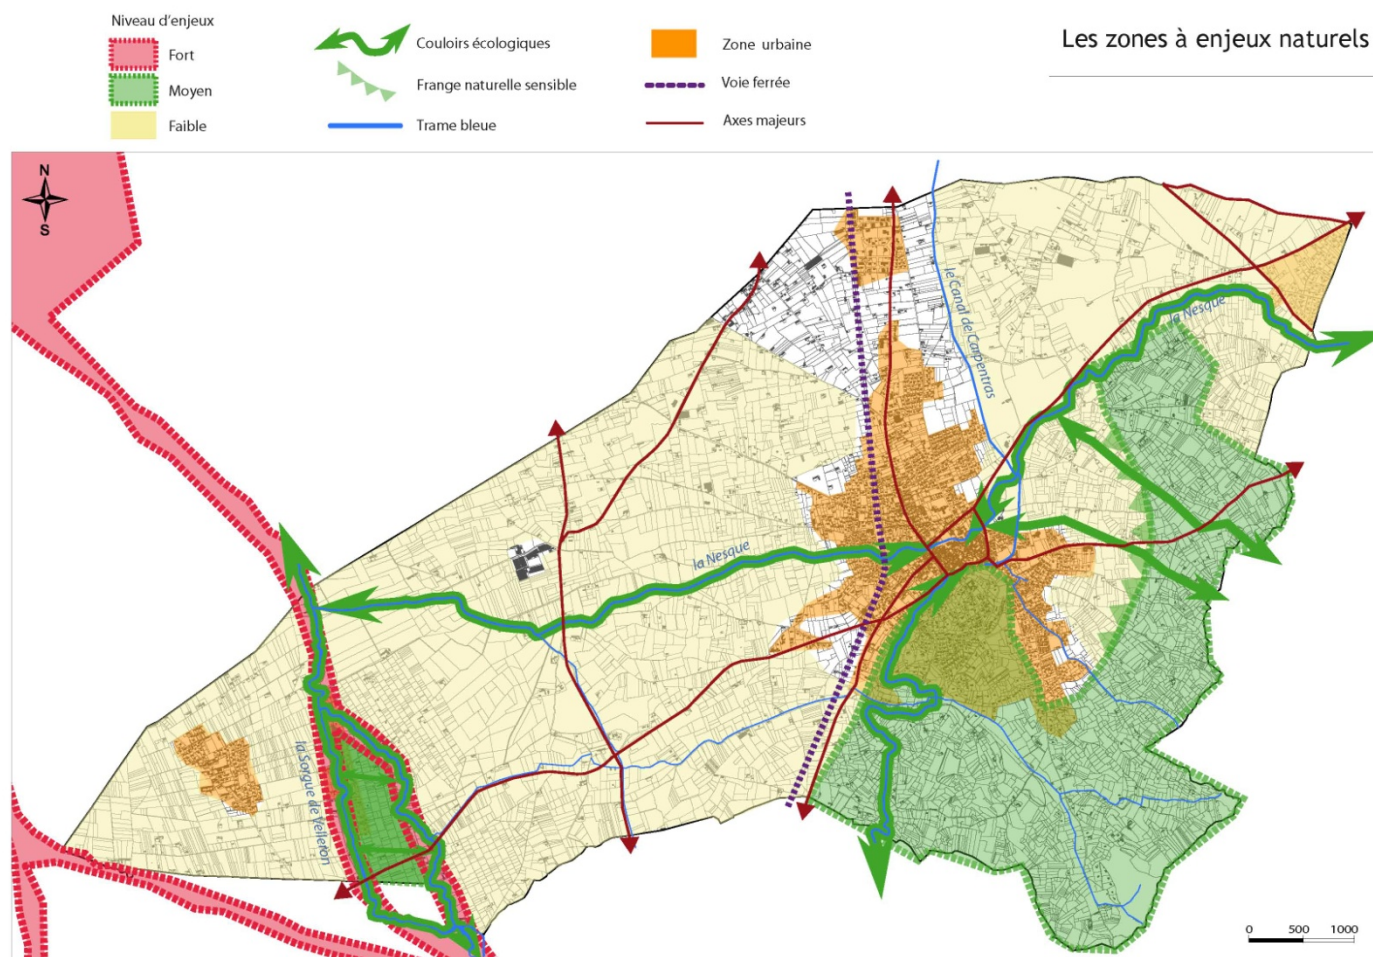 Les zones à enjeux naturels
Niveau d'enjeux
Fort
Moyen
Faible
Couloirs écologiques
Frange naturelle sensible
Trame bleue
Zone urbaine
Voie ferrée
Axes majeurs
N
S
le Canal de Carpentras
la Nesque
la Nesque
la Sorgue de Velleron
0 500 1000